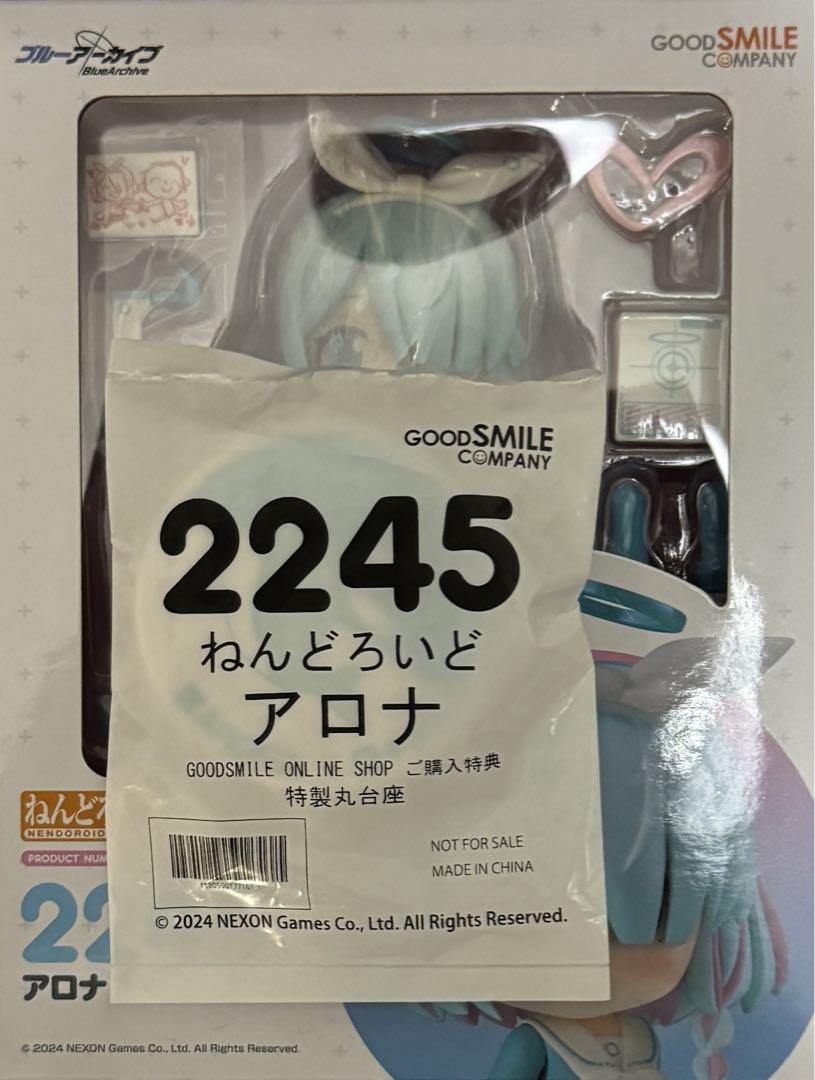 ブルーアーカイブ
BlueArchive
GOOD SMILE
COMPANY
GOOD SMILE
COMPANY
2245
ねんどろいど
アロナ
GOODSMILE ONLINE SHOP ご購入特典
特製丸台座
NOT FOR SALE
MADE IN CHINA
© 2024 NEXON Games Co., Ltd. All Rights Reserved.
ねんど
NENDOROID
PRODUCT NUM
22
アロナ
© 2024 NEXON Games Co., Ltd. All Rights Reserved.